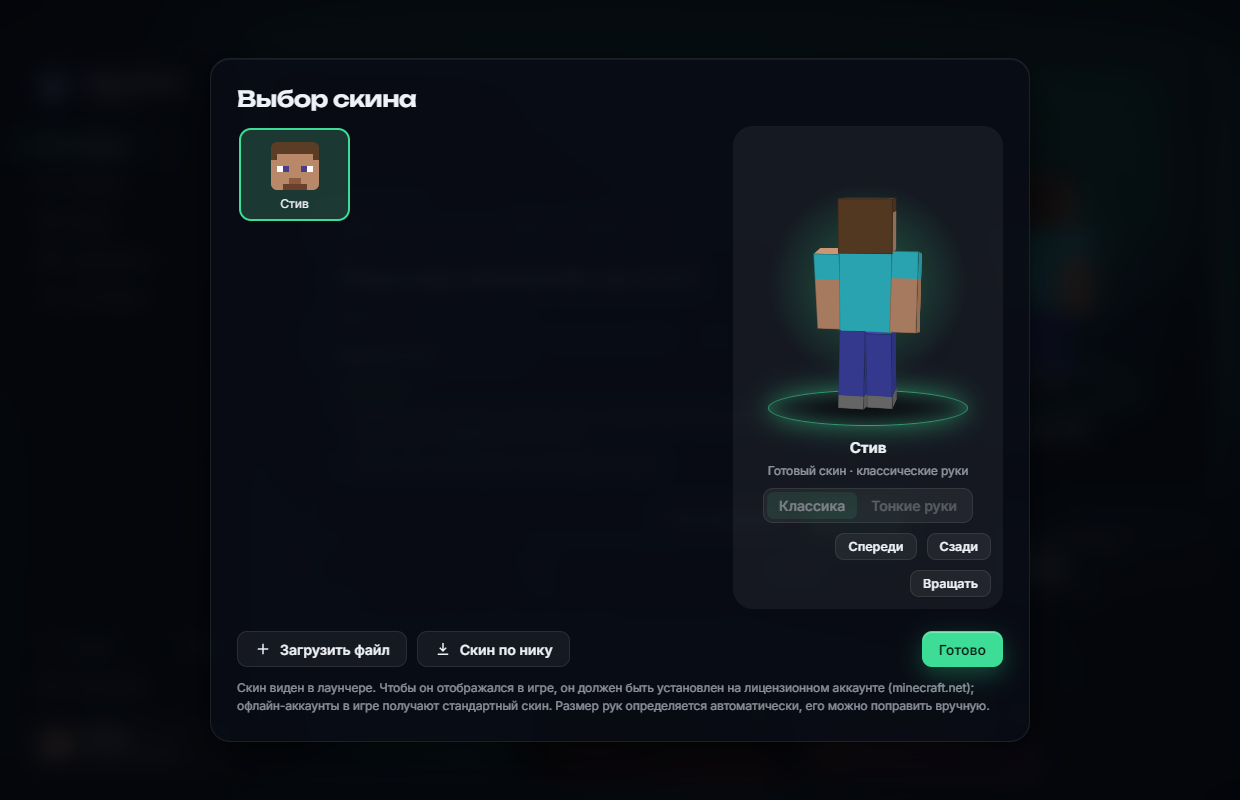 Выбор скина
Стив
Стив
Готовый скин · классические руки
Классика
Тонкие руки
Спереди
Сзади
Вращать
Загрузить файл
Скин по нику
Готово
Скин виден в лаунчере. Чтобы он отображался в игре, он должен быть установлен на лицензионном аккаунте (minecraft.net);
офлайн-аккаунты в игре получают стандартный скин. Размер рук определяется автоматически, его можно поправить вручную.